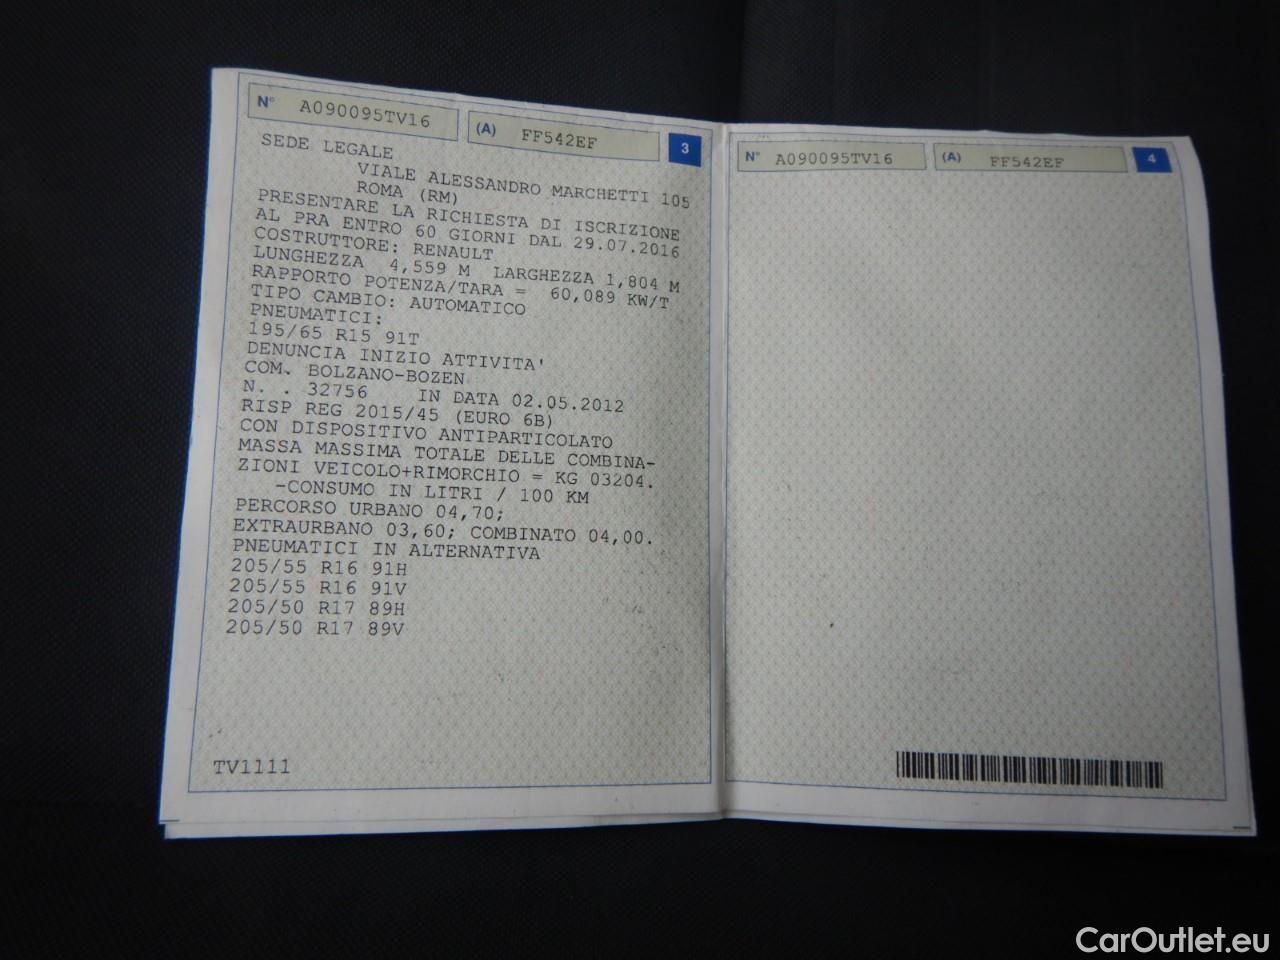 N° A090095TV16 (A) FF542EF 3
SEDE LEGALE
VIALE ALESSANDRO MARCHETTI 105
ROMA (RM)
PRESENTARE LA RICHIESTA DI ISCRIZIONE
AL PRA ENTRO 60 GIORNI DAL 29.07.2016
COSTRUTTORE: RENAULT
LUNGHEZZA 4,559 M LARGHEZZA 1,804 M
RAPPORTO POTENZA/TARA = 60,089 KW/T
TIPO CAMBIO: AUTOMATICO
PNEUMATICI:
195/65 R15 91T
DENUNCIA INIZIO ATTIVITA'
COM. BOLZANO-BOZEN
N. . 32756 IN DATA 02.05.2012
RISP REG 2015/45 (EURO 6B)
CON DISPOSITIVO ANTIPARTICOLATO
MASSA MASSIMA TOTALE DELLE COMBINA-
ZIONI VEICOLO+RIMORCHIO = KG 03204.
-CONSUMO IN LITRI / 100 KM
PERCORSO URBANO 04,70;
EXTRAURBANO 03,60; COMBINATO 04,00.
PNEUMATICI IN ALTERNATIVA
205/55 R16 91H
205/55 R16 91V
205/50 R17 89H
205/50 R17 89V
TV1111
N° A090095TV16 (A) FF542EF 4
CarOutlet.eu